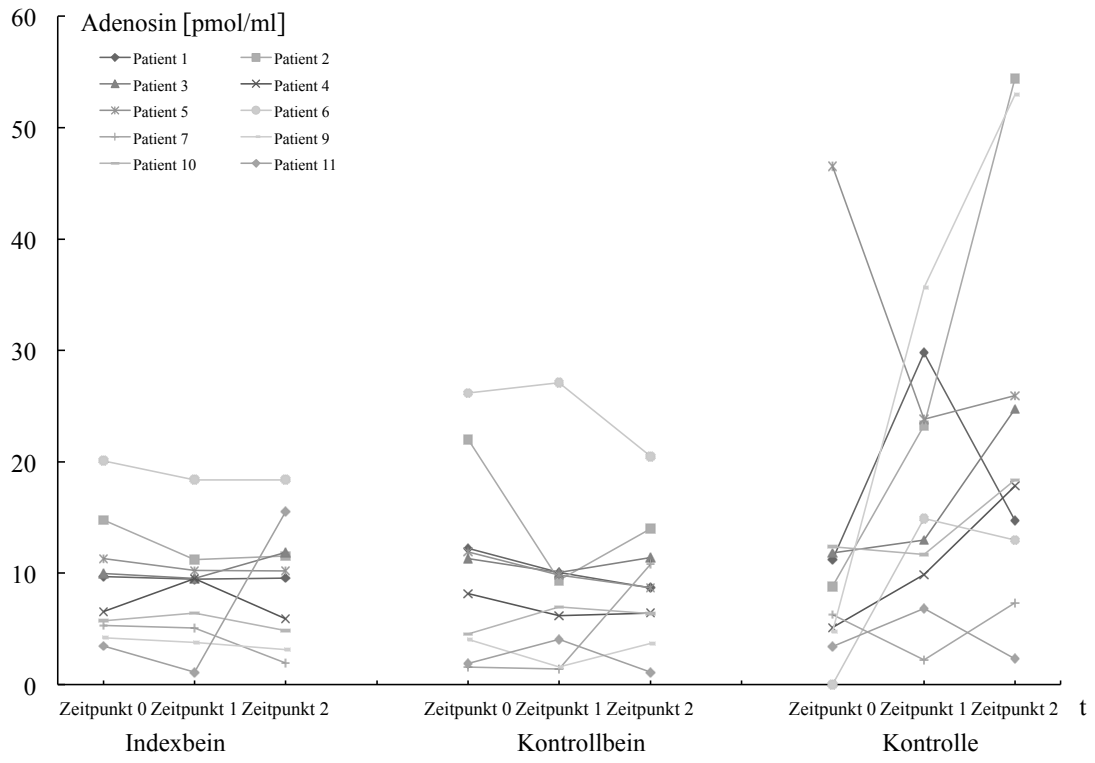 Adenosin [pmol/ml]
Patient 1 Patient 2
Patient 3 Patient 4
Patient 5 Patient 6
Patient 7 Patient 9
Patient 10 Patient 11
60
50
40
30
20
10
0
Zeitpunkt 0 Zeitpunkt 1 Zeitpunkt 2 Zeitpunkt 0 Zeitpunkt 1 Zeitpunkt 2 Zeitpunkt 0 Zeitpunkt 1 Zeitpunkt 2 t
Indexbein Kontrollbein Kontrolle